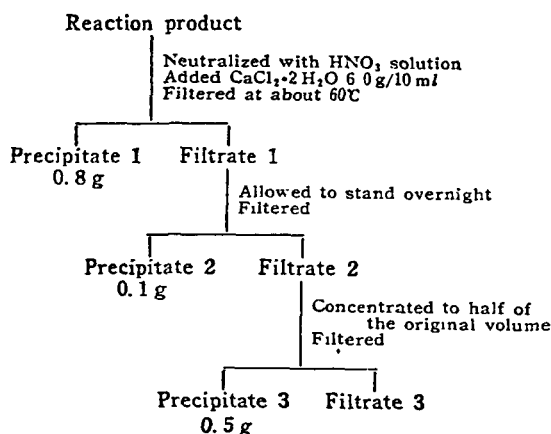 Reaction product
Neutralized with HNO₃ solution
Added CaCl₂·2H₂O 6 0g/10 ml
Filtered at about 60℃
Precipitate 1 Filtrate 1
0.8 g
Allowed to stand overnight
Filtered
Precipitate 2 Filtrate 2
0.1 g
Concentrated to half of
the original volume
Filtered
Precipitate 3 Filtrate 3
0.5 g